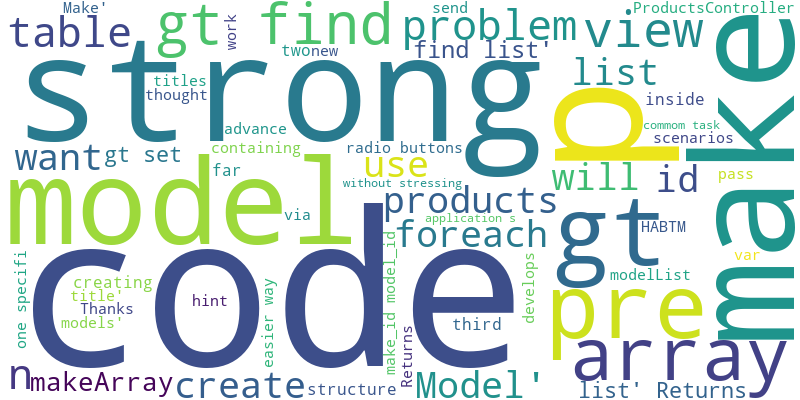 Make'
send
ProductsController
table
gt
work
find
problem
view
two
new
find list'
strong
titles
thought
list
p
make
inside
advance
commom task
scenarios
want
gt set
containing
radio buttons
far
use
without stressing
will
id
pass
model
products
via
application s
foreach
gt
HABTM
code
make_id model_id
var
one specifi
creating
title'
Thanks
models'
hint
easier way
develops
modelList
pre
third
Returns
array
n
makeArray
create
structure
Model'
list' Returns